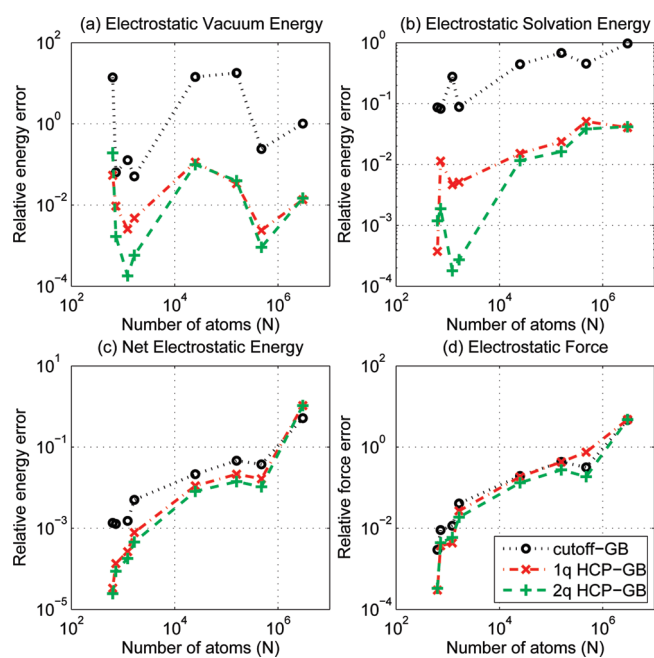 (a) Electrostatic Vacuum Energy
Relative energy error
10^2
10^0
10^−2
10^−4
10^2
10^4
10^6
Number of atoms (N)
(b) Electrostatic Solvation Energy
Relative energy error
10^0
10^−1
10^−2
10^−3
10^−4
10^2
10^4
10^6
Number of atoms (N)
(c) Net Electrostatic Energy
Relative energy error
10^1
10^−1
10^−3
10^−5
10^2
10^4
10^6
Number of atoms (N)
(d) Electrostatic Force
Relative force error
10^2
10^0
10^−2
10^−4
10^2
10^4
10^6
Number of atoms (N)
cutoff−GB
1q HCP−GB
2q HCP−GB